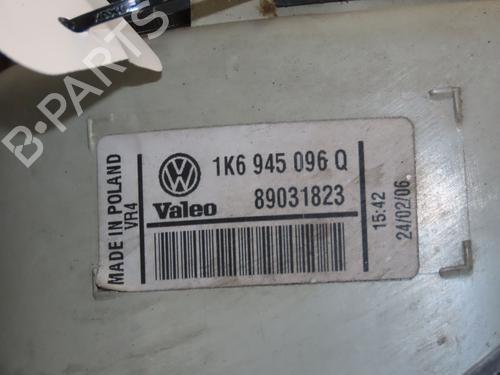 B-PARTS
MADE IN POLAND
VR4
1K6 945 096 Q
Valeo
89031823
15:42
24/02/06